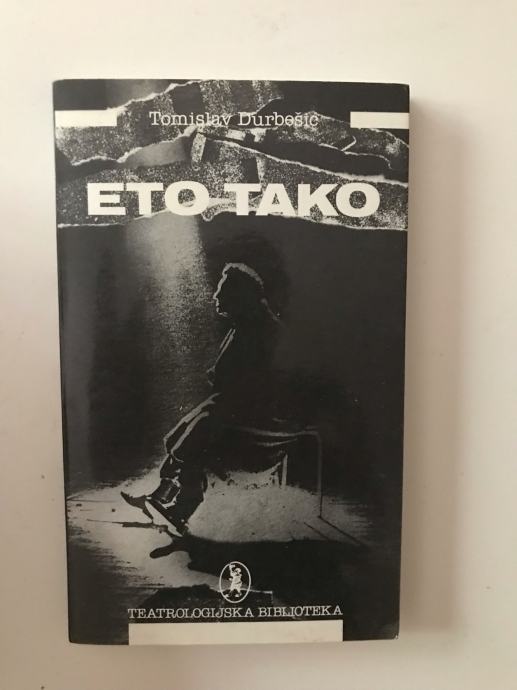 Tomislav Durbešić
ETO TAKO
TEATROLOGIJSKA BIBLIOTEKA